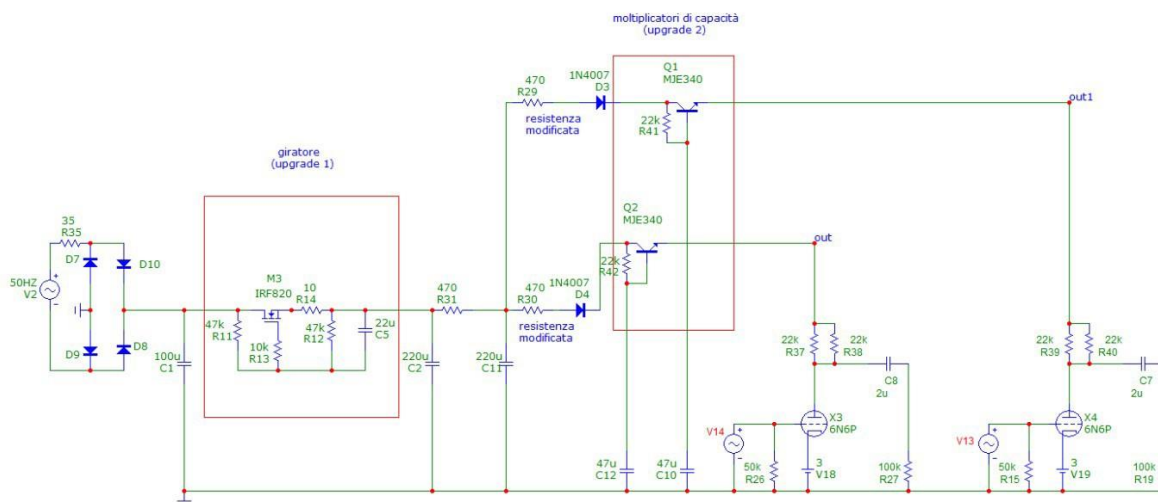 moltiplicatori di capacità
(upgrade 2)
470
R29
1N4007
D3
Q1
MJE340
out1
resistenza
modificata
22k
R41
giratore
(upgrade 1)
Q2
MJE340
out
35
R35
D7
D10
50HZ
V2
M3
IRF820
10
R14
470
R31
470
R30
1N4007
D4
22k
R42
resistenza
modificata
47k
R11
10k
R13
47k
R12
22u
C5
D9
D8
100u
C1
220u
C2
220u
C11
22k
R37
22k
R38
22k
R39
22k
R40
C8
2u
C7
2u
X3
6N6P
X4
6N6P
V14
V13
47u
C12
47u
C10
50k
R26
3
V18
100k
R27
50k
R15
3
V19
100k
R19